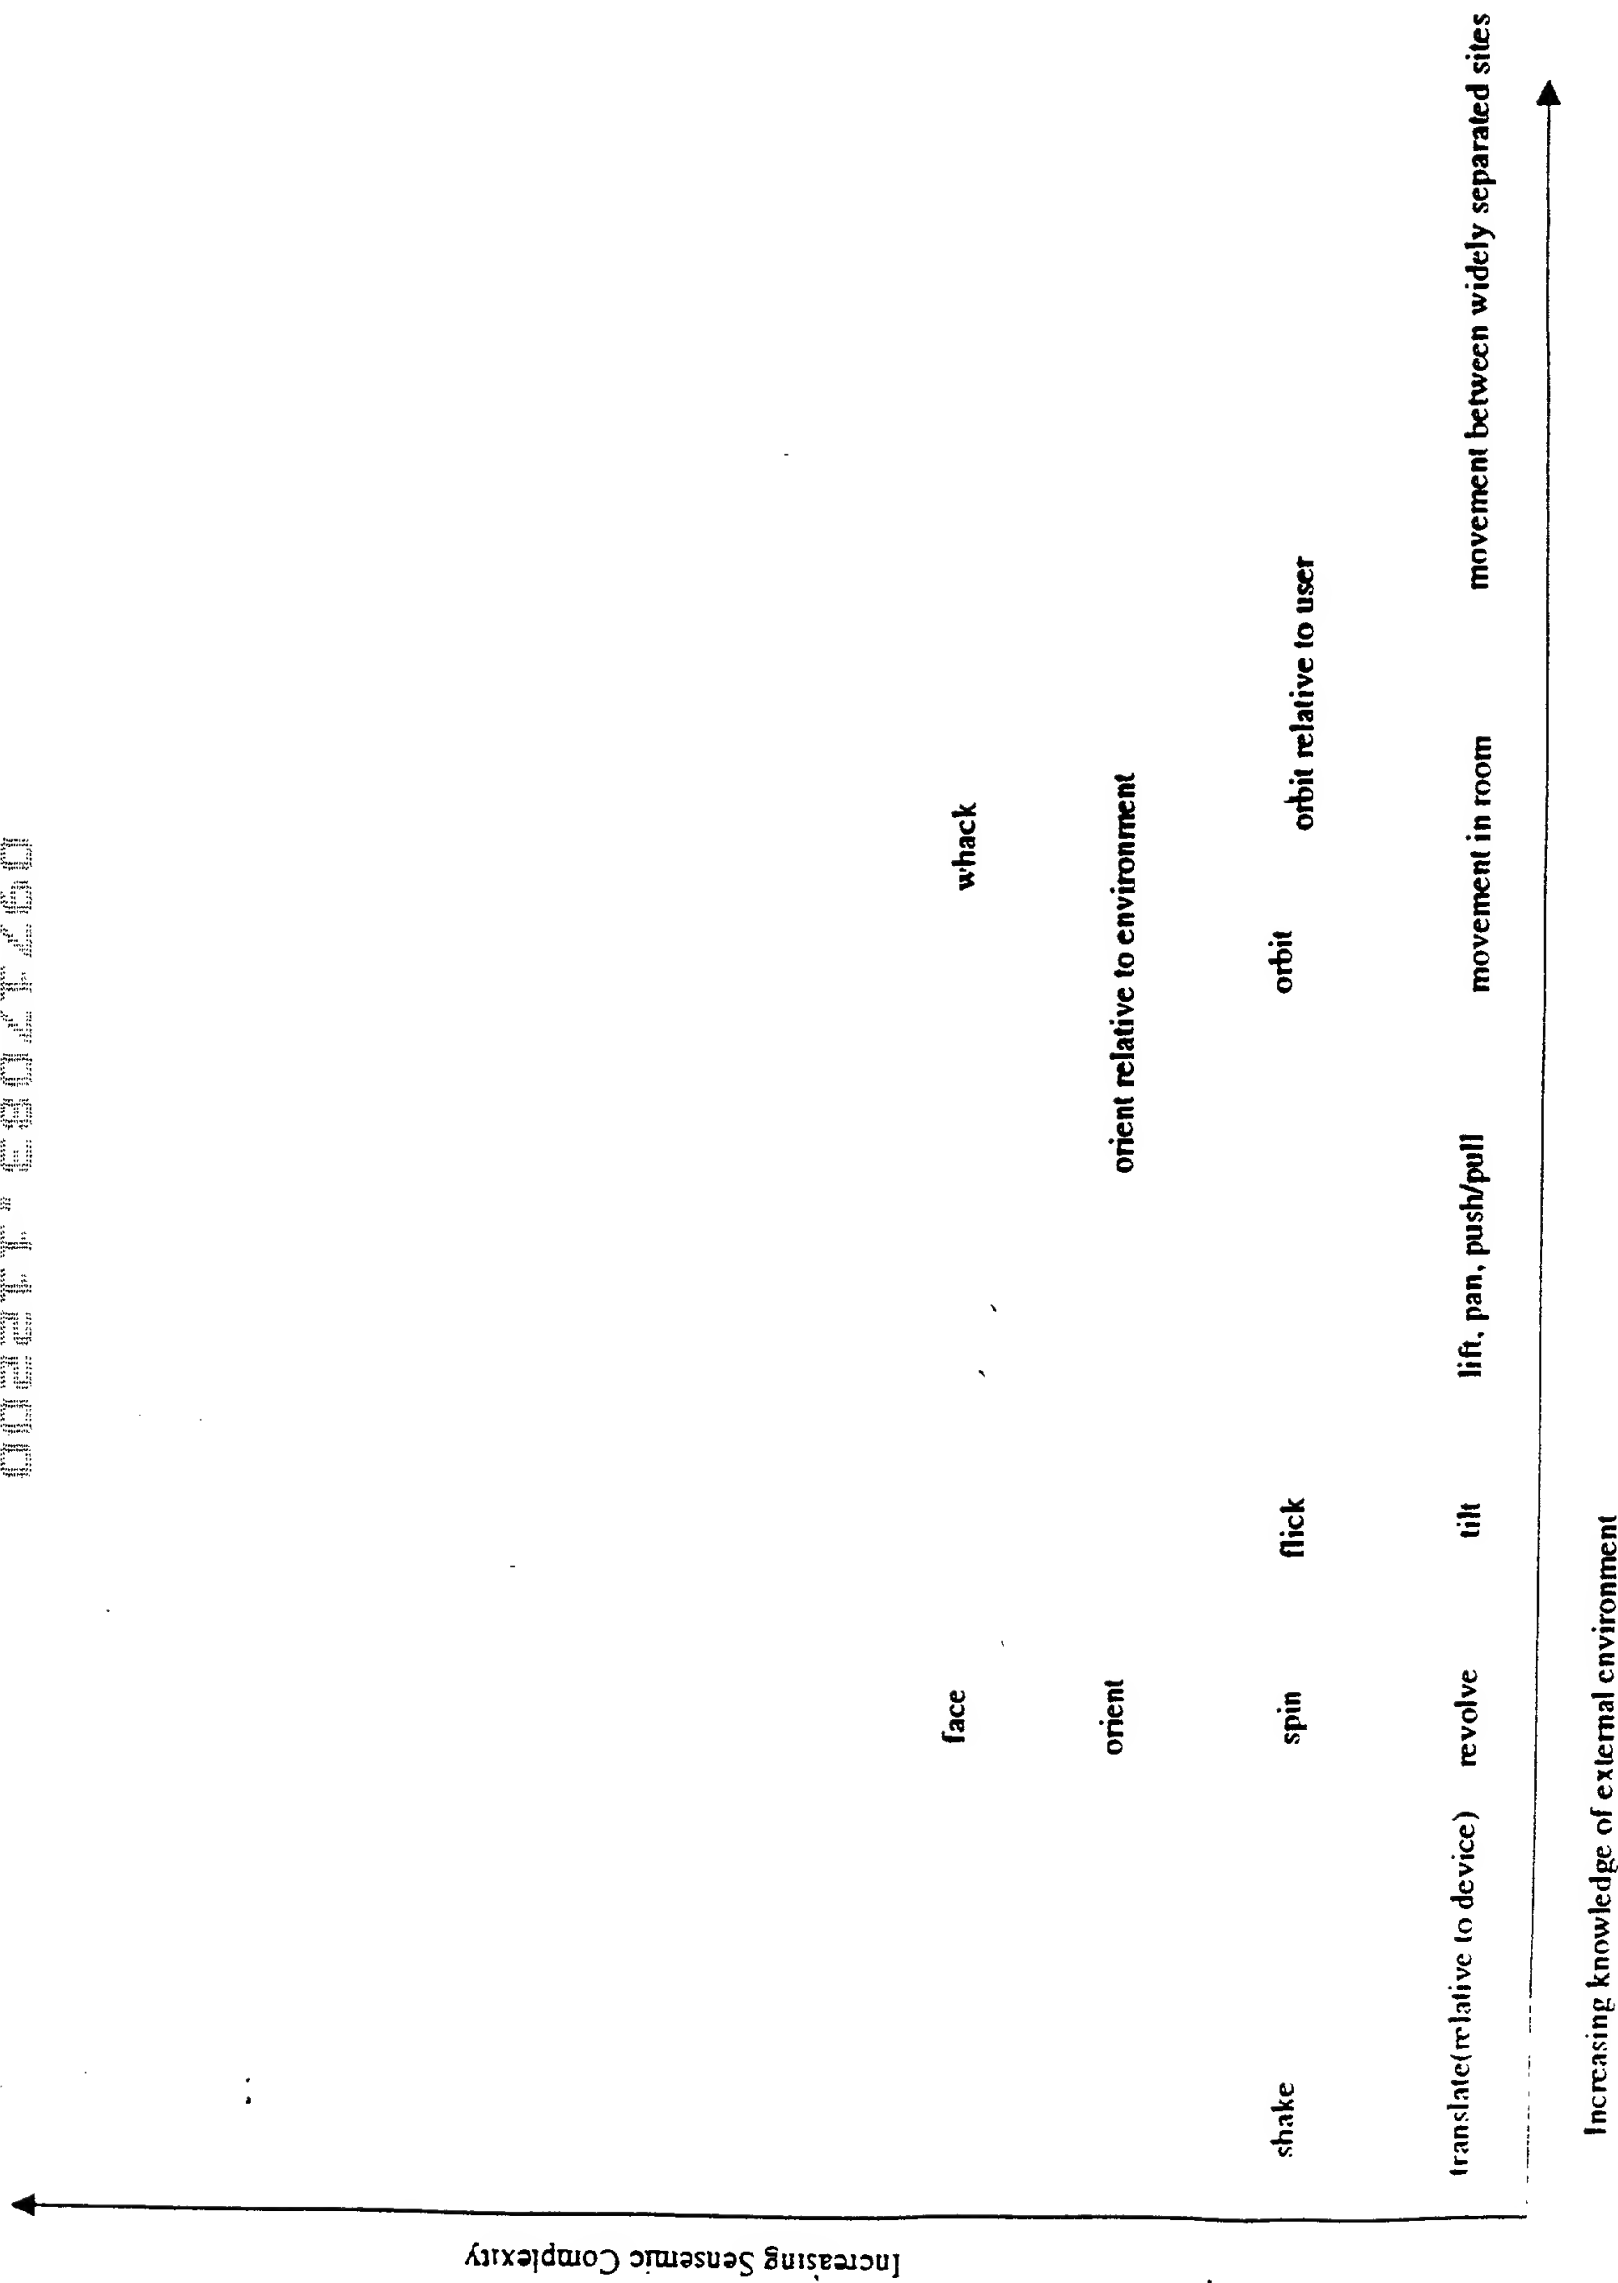 Increasing Sensemic Complexity
face
whack
orient
orient relative to environment
shake
spin
flick
orbit
orbit relative to user
translate(relative to device)
revolve
tilt
lift, pan, push/pull
movement in room
movement between widely separated sites
Increasing knowledge of external environment